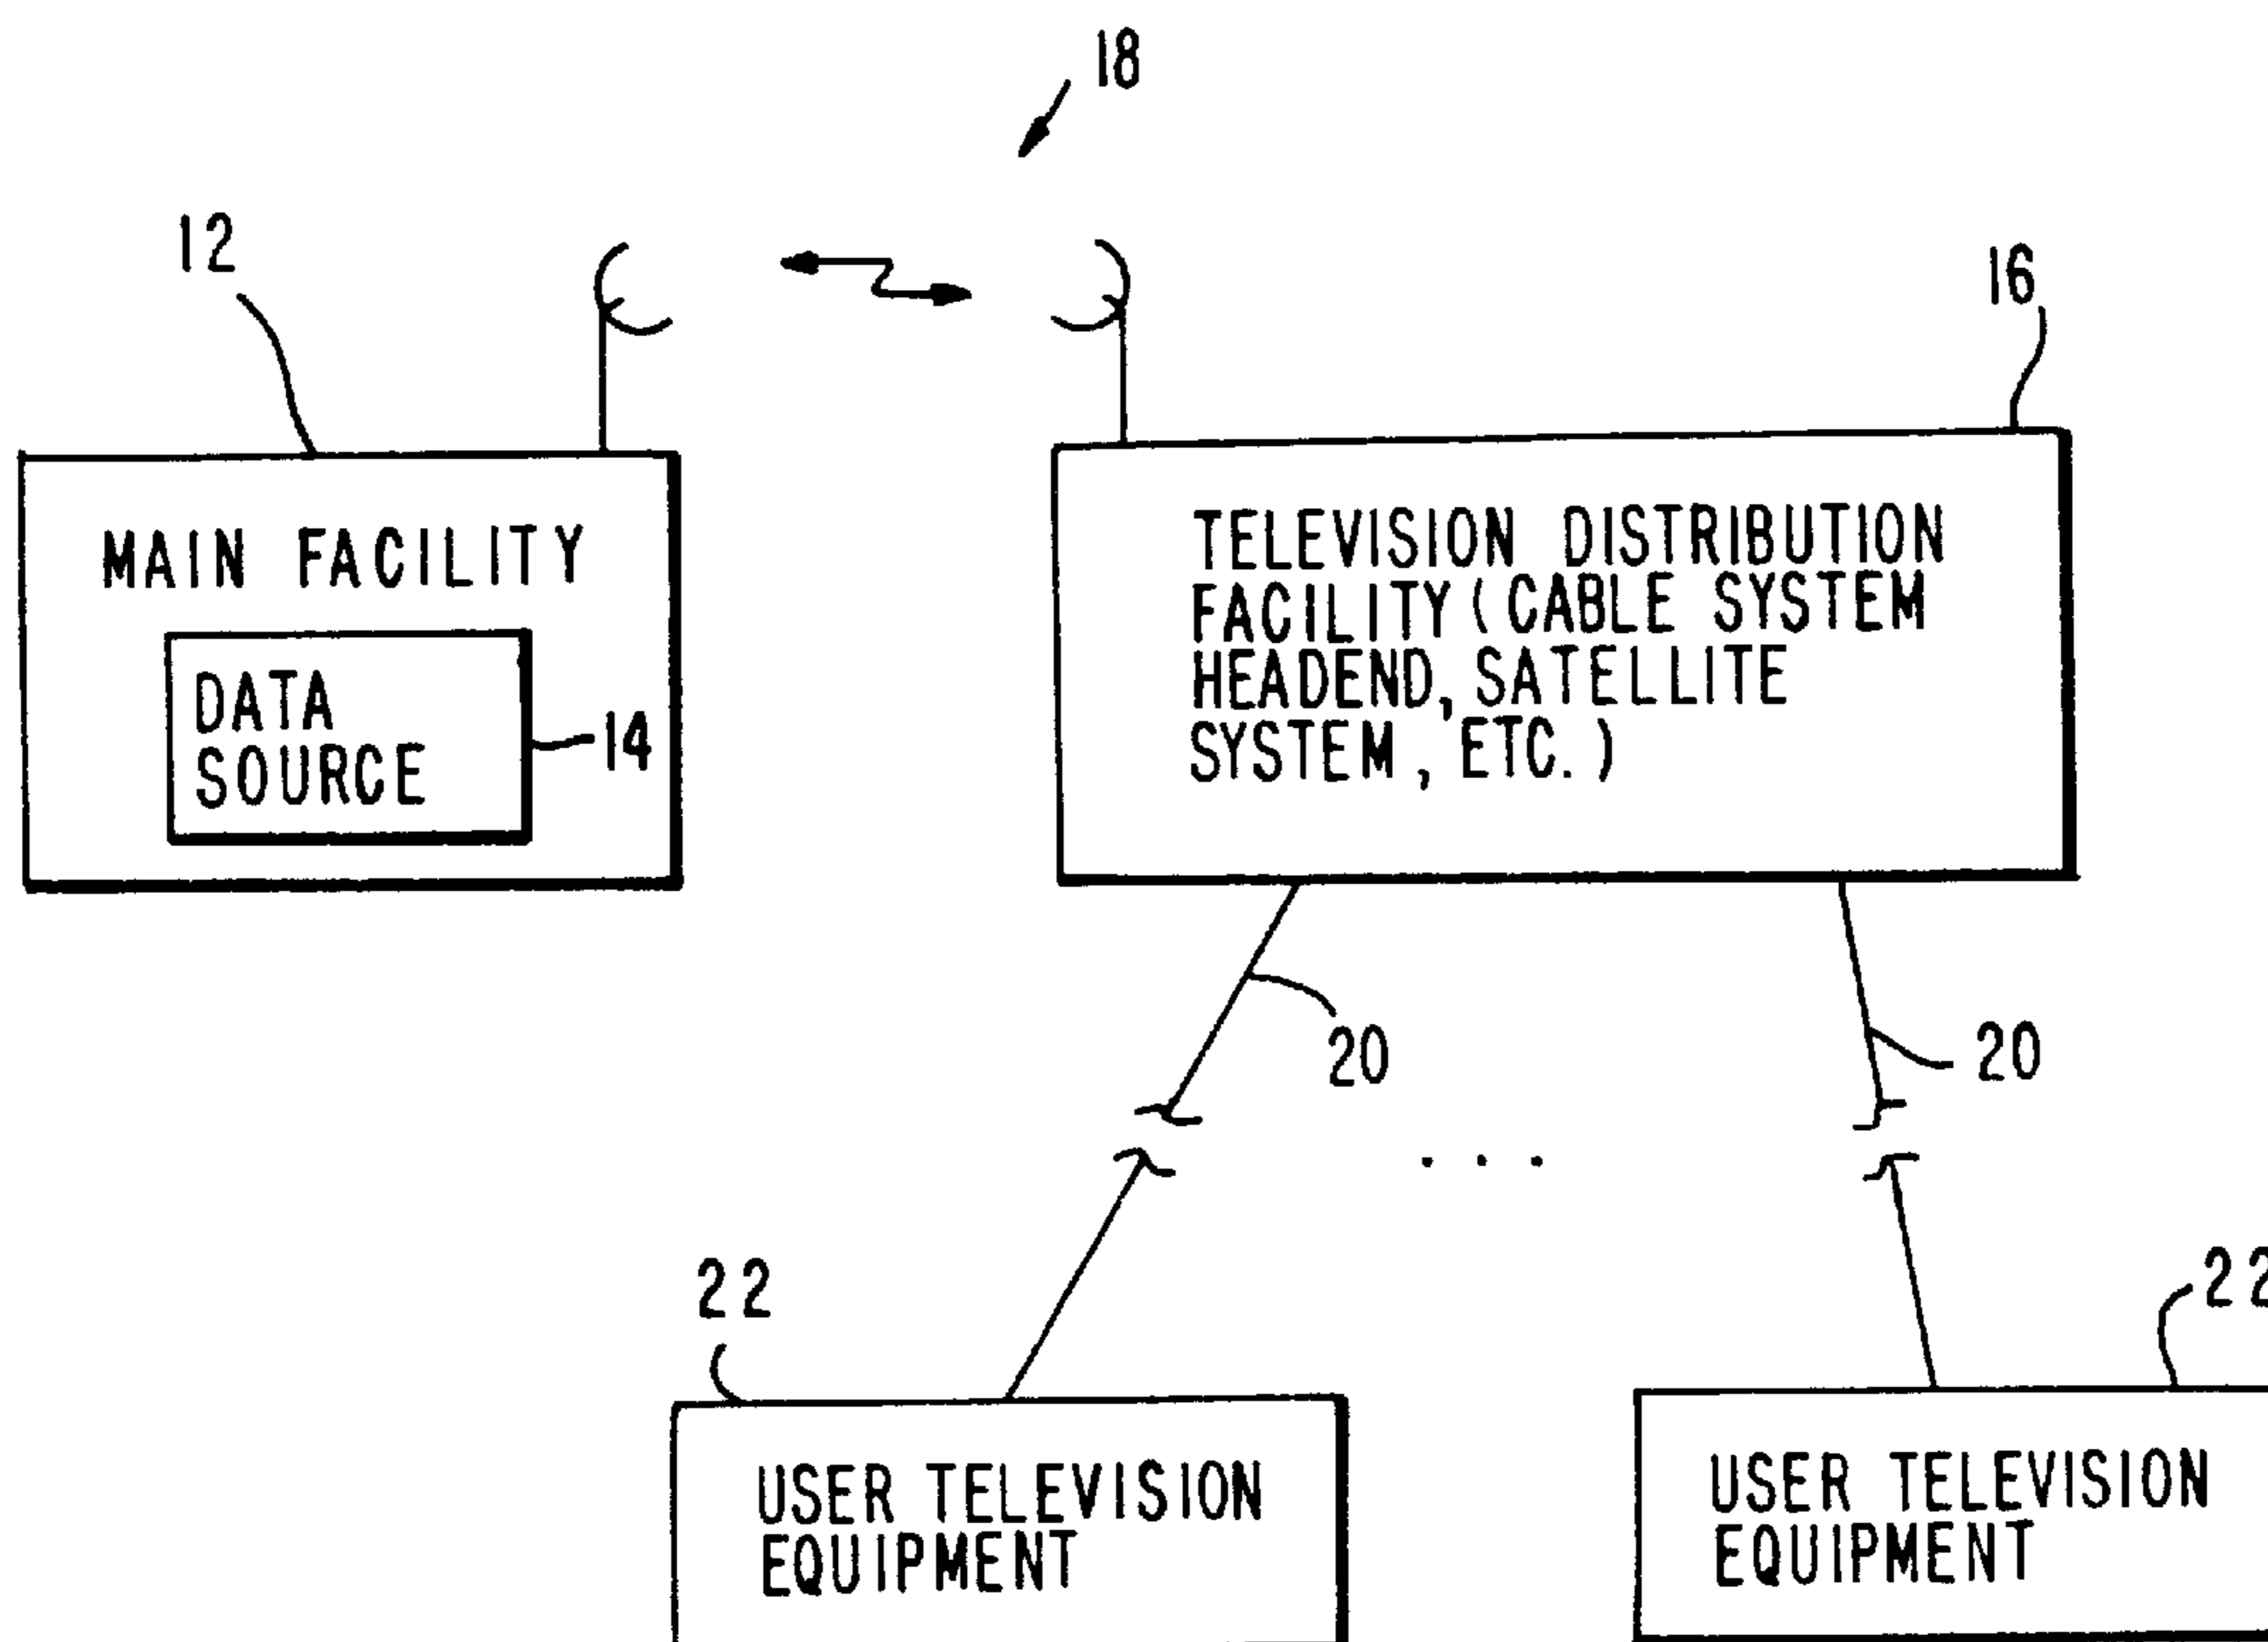 18
12
16
MAIN FACILITY
DATA
SOURCE
14
TELEVISION DISTRIBUTION
FACILITY (CABLE SYSTEM
HEADEND, SATELLITE
SYSTEM, ETC.)
20
20
. . .
22
22
USER TELEVISION
EQUIPMENT
USER TELEVISION
EQUIPMENT